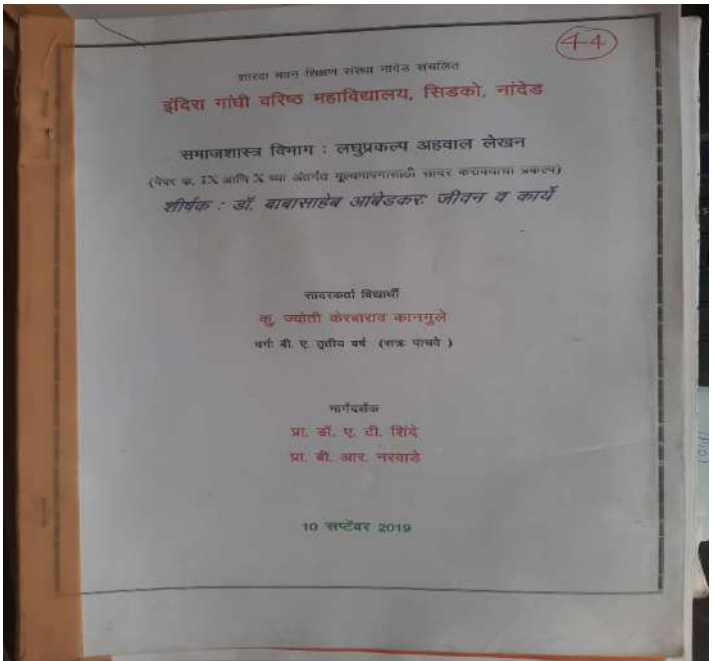 44
शारदा भवन शिक्षण संस्था नांदेड संचलित
इंदिरा गांधी वरिष्ठ महाविद्यालय, सिडको, नांदेड
समाजशास्त्र विभाग : लघुप्रकल्प अहवाल लेखन
(पेपर क्र. IX आणि X च्या अंतर्गत मूल्यमापनासाठी सादर करावयाचा प्रकल्प)
शीर्षक : डॉ. बाबासाहेब आंबेडकर: जीवन व कार्ये
सादरकर्ता विद्यार्थी
कु. ज्योती केरबाराव कानगुले
वर्ग: बी. ए. तृतीय वर्ष (सत्र: पाचवे )
मार्गदर्शक
प्रा. डॉ. ए. टी. शिंदे
प्रा. बी. आर. नरवाडे
10 सप्टेंबर 2019